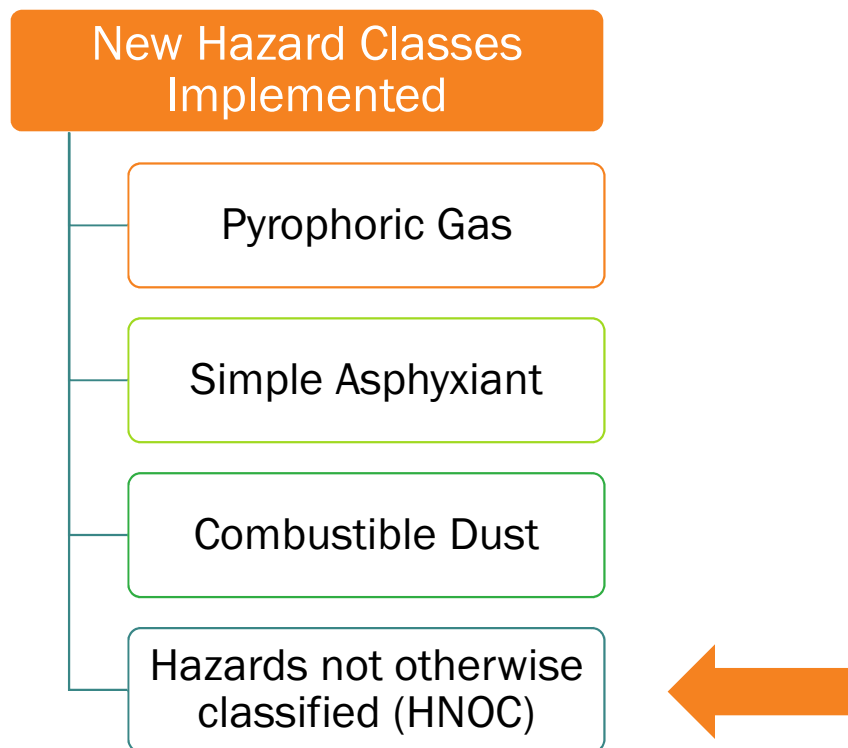 New Hazard Classes
Implemented
Pyrophoric Gas
Simple Asphyxiant
Combustible Dust
Hazards not otherwise
classified (HNOC)